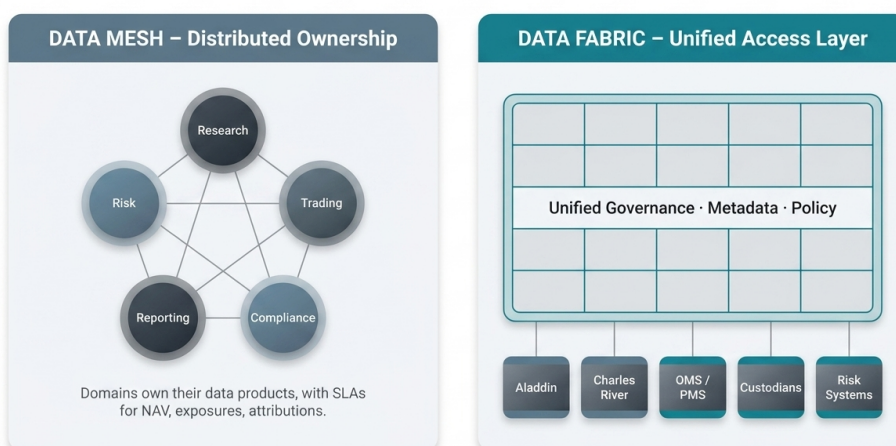 DATA MESH – Distributed Ownership
Research
Risk
Trading
Reporting
Compliance
Domains own their data products, with SLAs
for NAV, exposures, attributions.
DATA FABRIC – Unified Access Layer
Unified Governance · Metadata · Policy
Aladdin
Charles
River
OMS /
PMS
Custodians
Risk
Systems